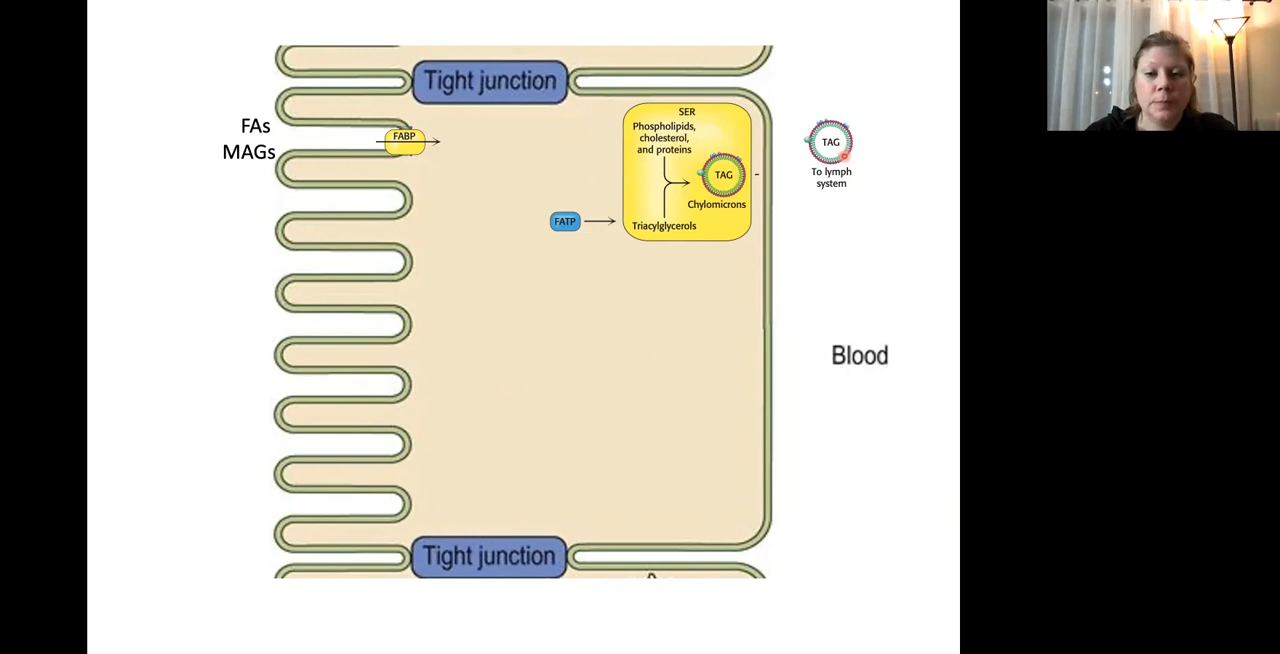 Tight junction
FAs
MAGs
FABP
SER
Phospholipids,
cholesterol,
and proteins
TAG
Chylomicrons
FATP
Triacylglycerols
TAG
To lymph
system
Blood
Tight junction